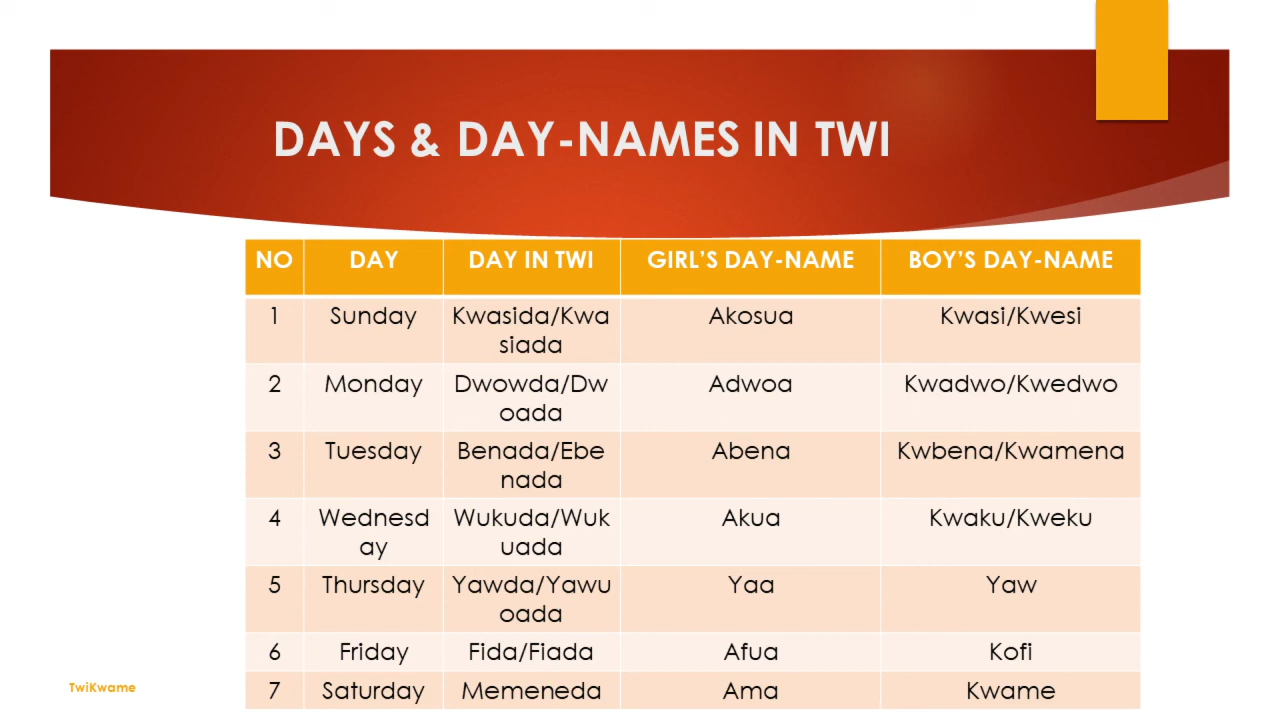 DAYS & DAY-NAMES IN TWI
NO DAY DAY IN TWI GIRL’S DAY-NAME BOY’S DAY-NAME
1 Sunday Kwasida/Kwa Akosua Kwasi/Kwesi
siada
2 Monday Dwowda/Dw Adwoa Kwadwo/Kwedwo
oada
3 Tuesday Benada/Ebe Abena Kwbena/Kwamena
nada
4 Wednesd Wukuda/Wuk Akua Kwaku/Kweku
ay uada
5 Thursday Yawda/Yawu Yaa Yaw
oada
6 Friday Fida/Fiada Afua Kofi
7 Saturday Memeneda Ama Kwame
TwiKwame